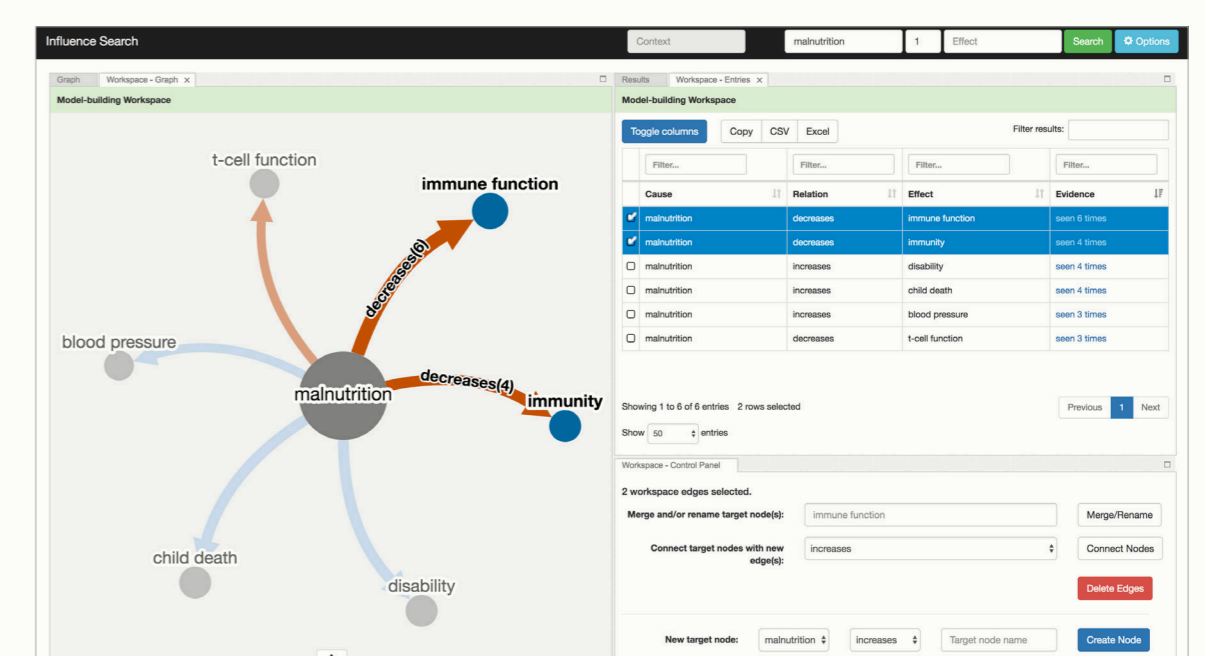 Influence Search
Context
malnutrition
1
Effect
Search
Options
Graph
Workspace - Graph x
Model-building Workspace
t-cell function
immune function
decreases(6)
blood pressure
malnutrition
decreases(4)
immunity
child death
disability
Results
Workspace - Entries x
Model-building Workspace
Toggle columns
Copy CSV Excel
Filter results:
Filter... Filter... Filter... Filter...
Cause Relation Effect Evidence
malnutrition decreases immune function seen 6 times
malnutrition decreases immunity seen 4 times
malnutrition increases disability seen 4 times
malnutrition increases child death seen 4 times
malnutrition increases blood pressure seen 3 times
malnutrition decreases t-cell function seen 3 times
Showing 1 to 6 of 6 entries 2 rows selected
Previous 1 Next
Show 50 entries
Workspace - Control Panel
2 workspace edges selected.
Merge and/or rename target node(s): immune function Merge/Rename
Connect target nodes with new
edge(s):
increases
Connect Nodes
Delete Edges
New target node: malnutrition increases Target node name Create Node